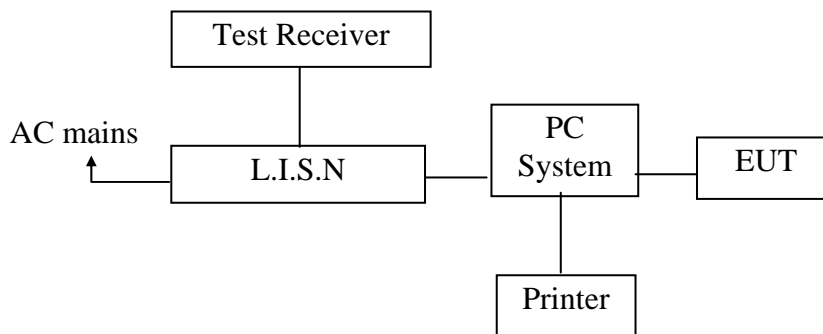 Test Receiver
AC mains
L.I.S.N
PC
System
EUT
Printer